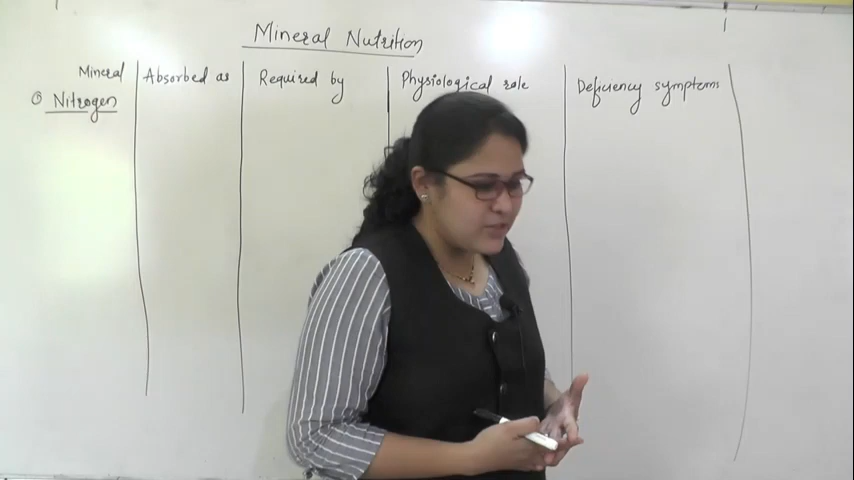 Mineral Nutrition
Mineral Absorbed as Required by Physiological role Deficiency symptoms
① Nitrogen